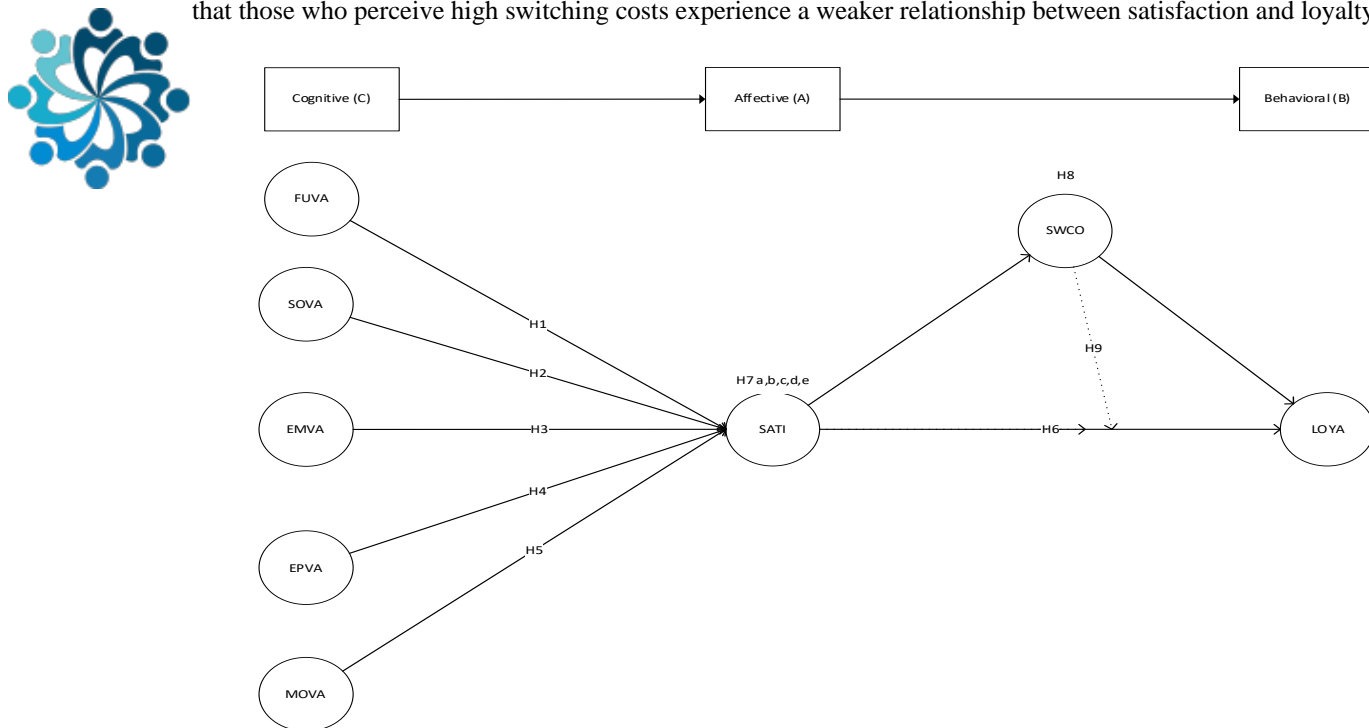 that those who perceive high switching costs experience a weaker relationship between satisfaction and loyalty
Cognitive (C)
Affective (A)
Behavioral (B)
FUVA
H8
SWCO
SOVA
H1
H9
H2
H7 a,b,c,d,e
EMVA
H3
SATI
H6
LOYA
H4
EPVA
H5
MOVA